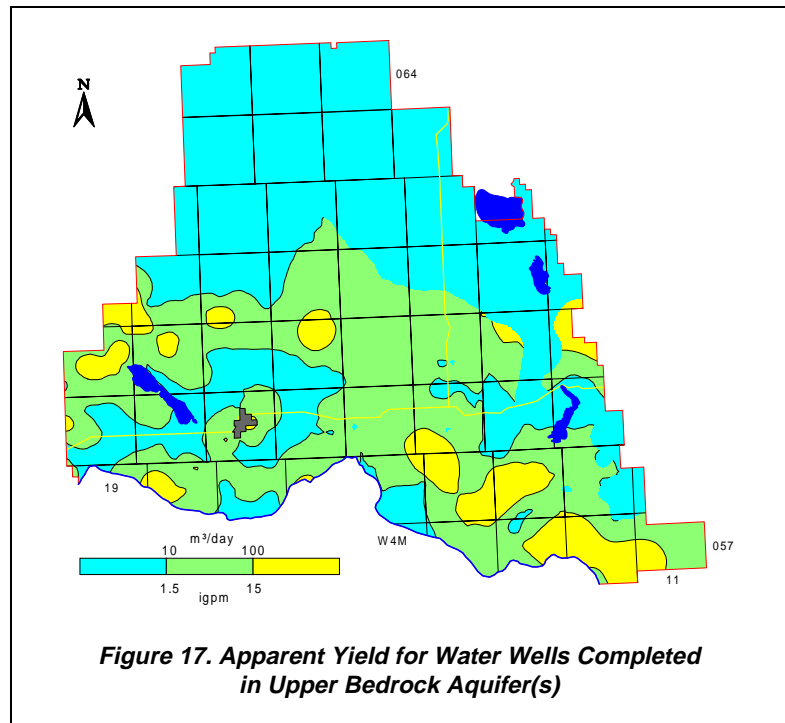 N
064
19
W4M
057
11
m³/day
10 100
1.5 15
igpm
Figure 17. Apparent Yield for Water Wells Completed
in Upper Bedrock Aquifer(s)